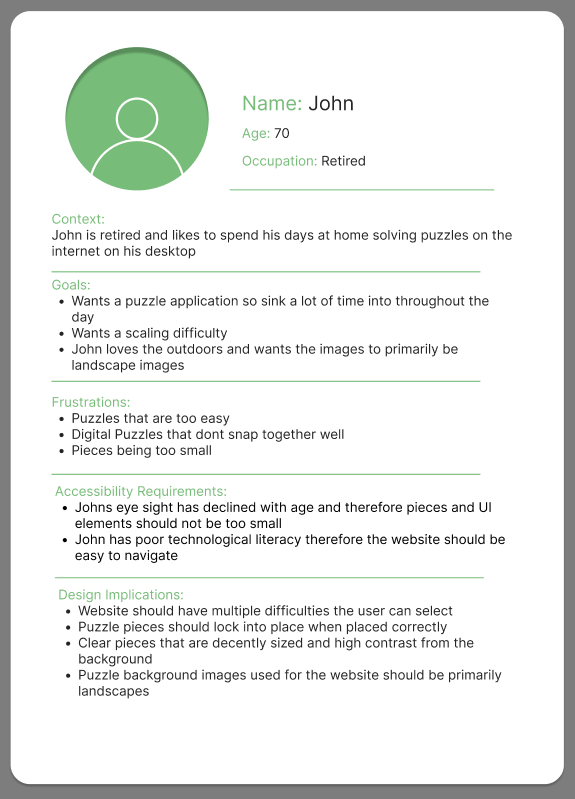 Name: John
Age: 70
Occupation: Retired
Context:
John is retired and likes to spend his days at home solving puzzles on the
internet on his desktop
Goals:
• Wants a puzzle application so sink a lot of time into throughout the
day
• Wants a scaling difficulty
• John loves the outdoors and wants the images to primarily be
landscape images
Frustrations:
• Puzzles that are too easy
• Digital Puzzles that dont snap together well
• Pieces being too small
Accessibility Requirements:
• Johns eye sight has declined with age and therefore pieces and UI
elements should not be too small
• John has poor technological literacy therefore the website should be
easy to navigate
Design Implications:
• Website should have multiple difficulties the user can select
• Puzzle pieces should lock into place when placed correctly
• Clear pieces that are decently sized and high contrast from the
background
• Puzzle background images used for the website should be primarily
landscapes